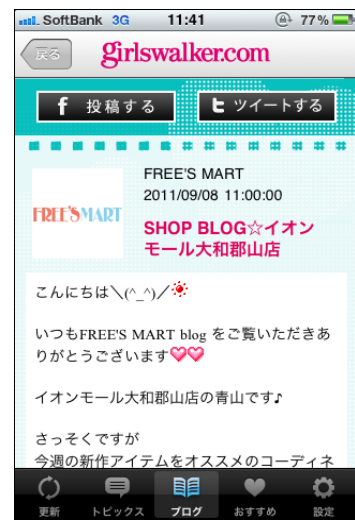 SoftBank 3G 11:41 77%
戻る girlswalker.com
f 投稿する t ツイートする
FREE'S MART
2011/09/08 11:00:00
FREE'SMART
SHOP BLOG☆イオン
モール大和郡山店
こんにちは＼(^_^)／
いつもFREE'S MART blog をご覧いただきあ
りがとうございます
イオンモール大和郡山店の青山です♪
さっそくですが
今週の新作アイテムをオススメのコーディネ
更新 トピックス ブログ おすすめ 設定